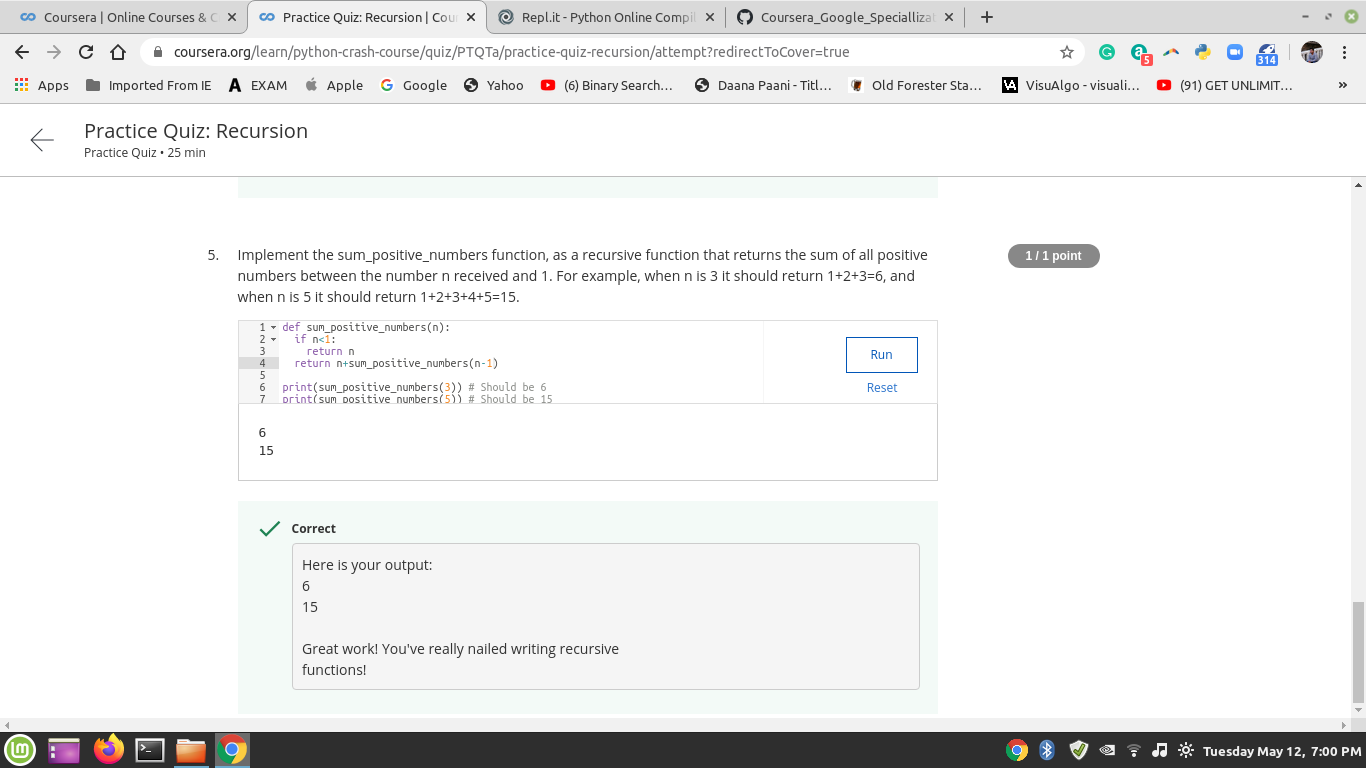 Coursera | Online Courses & C
Practice Quiz: Recursion | Cou
Repl.it - Python Online Compil
Coursera_Google_Speciallizat
coursera.org/learn/python-crash-course/quiz/PTQTa/practice-quiz-recursion/attempt?redirectToCover=true
5
314
Apps
Imported From IE
EXAM
Apple
Google
Yahoo
(6) Binary Search...
Daana Paani - Titl...
Old Forester Sta...
VisuAlgo - visuali...
(91) GET UNLIMIT...
Practice Quiz: Recursion
Practice Quiz • 25 min
5. Implement the sum_positive_numbers function, as a recursive function that returns the sum of all positive
numbers between the number n received and 1. For example, when n is 3 it should return 1+2+3=6, and
when n is 5 it should return 1+2+3+4+5=15.
1 / 1 point
1 def sum_positive_numbers(n):
2 if n<1:
3 return n
4 return n+sum_positive_numbers(n-1)
5
6 print(sum_positive_numbers(3)) # Should be 6
7 print(sum_positive_numbers(5)) # Should be 15
Run
Reset
6
15
Correct
Here is your output:
6
15
Great work! You've really nailed writing recursive
functions!
Tuesday May 12, 7:00 PM